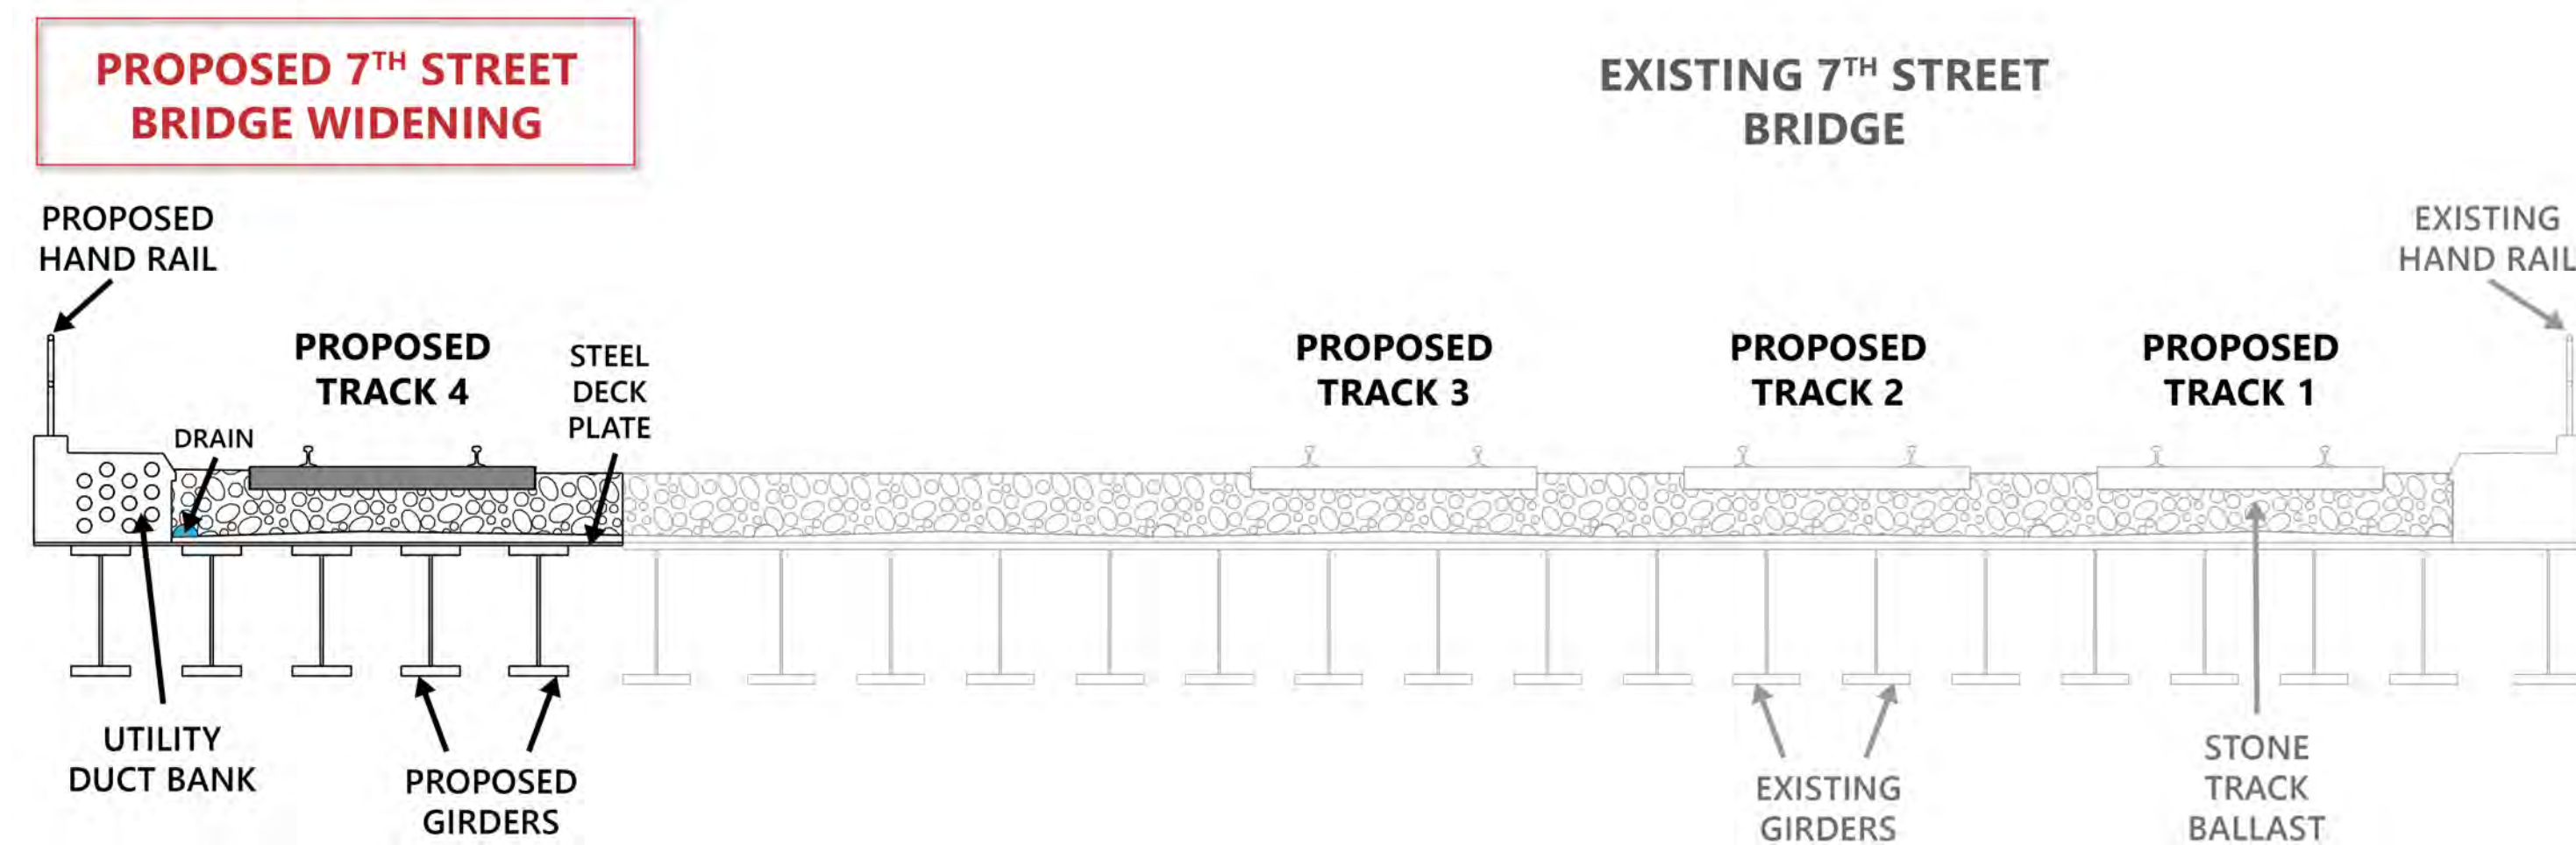 PROPOSED 7TH STREET
BRIDGE WIDENING
EXISTING 7TH STREET
BRIDGE
PROPOSED
HAND RAIL
EXISTING
HAND RAIL
PROPOSED
TRACK 4
STEEL
DECK
PLATE
DRAIN
PROPOSED
TRACK 3
PROPOSED
TRACK 2
PROPOSED
TRACK 1
UTILITY
DUCT BANK
PROPOSED
GIRDERS
EXISTING
GIRDERS
STONE
TRACK
BALLAST